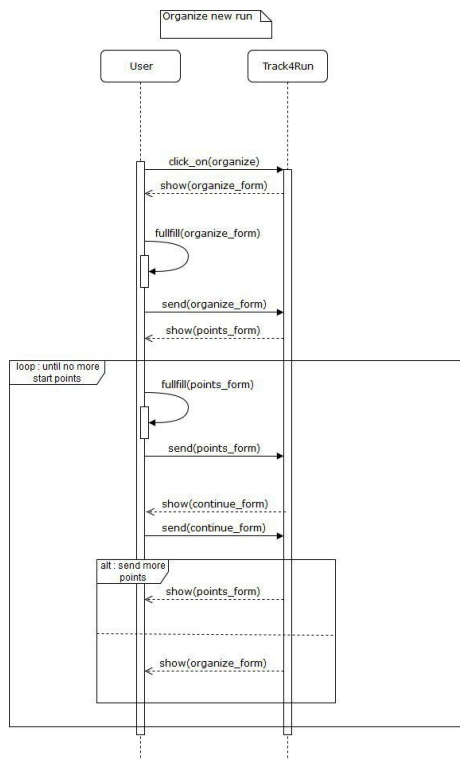 Organize new run
User
Track4Run
click_on(organize)
show(organize_form)
fullfill(organize_form)
send(organize_form)
show(points_form)
loop : until no more
start points
fullfill(points_form)
send(points_form)
show(continue_form)
send(continue_form)
alt : send more
points
show(points_form)
show(organize_form)